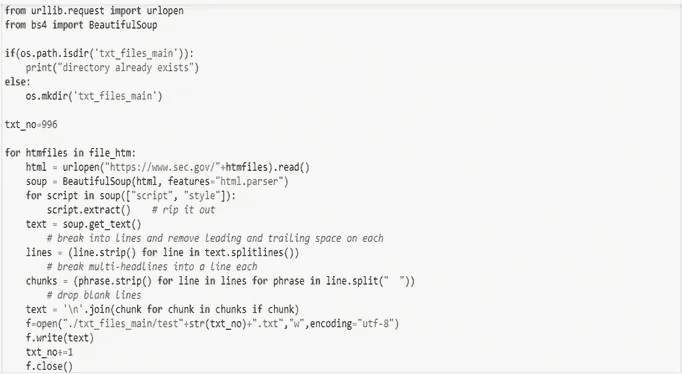 from urllib.request import urlopen
from bs4 import BeautifulSoup
if(os.path.isdir('txt_files_main')):
    print("directory already exists")
else:
    os.mkdir('txt_files_main')
txt_no=996
for htmfiles in file_htm:
    html = urlopen("https://www.sec.gov/"+htmfiles).read()
    soup = BeautifulSoup(html, features="html.parser")
    for script in soup(["script", "style"]):
        script.extract()    # rip it out
    text = soup.get_text()
        # break into lines and remove leading and trailing space on each
    lines = (line.strip() for line in text.splitlines())
        # break multi-headlines into a line each
    chunks = (phrase.strip() for line in lines for phrase in line.split("  "))
        # drop blank lines
    text = '\n'.join(chunk for chunk in chunks if chunk)
    f=open("./txt_files_main/test"+str(txt_no)+".txt","w",encoding="utf-8")
    f.write(text)
    txt_no+=1
    f.close()